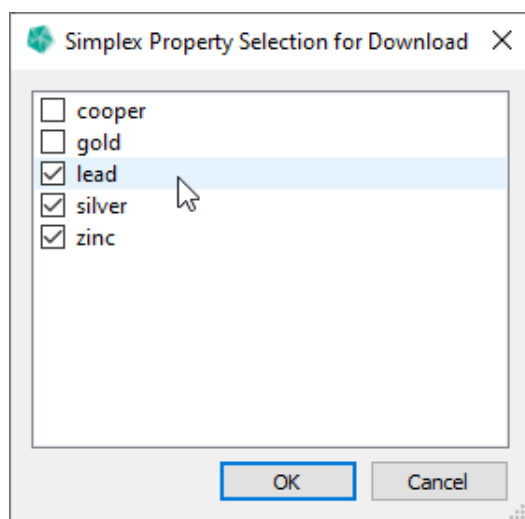 Simplex Property Selection for Download
cooper
gold
lead
silver
zinc
OK
Cancel